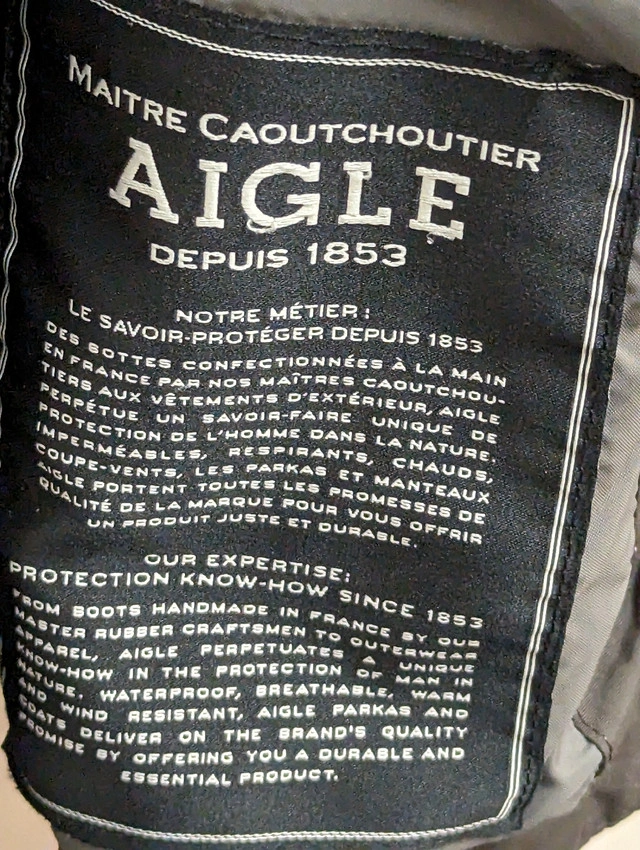 MAITRE CAOUTCHOUTIER
AIGLE
DEPUIS 1853
NOTRE MÉTIER:
LE SAVOIR-PROTÉGER DEPUIS 1853
DES BOTTES CONFECTIONNÉES À LA MAIN
EN FRANCE PAR NOS MAÎTRES CAOUTCHOU-
TIERS AUX VÊTEMENTS D'EXTÉRIEUR, AIGLE
PERPÉTUE UN SAVOIR-FAIRE UNIQUE DE
PROTECTION DE L'HOMME DANS LA NATURE.
IMPERMÉABLES, RESPIRANTS, CHAUDS,
COUPE-VENTS, LES PARKAS ET MANTEAUX
AIGLE PORTENT TOUTES LES PROMESSES DE
QUALITÉ DE LA MARQUE POUR VOUS OFFRIR
UN PRODUIT JUSTE ET DURABLE.
OUR EXPERTISE:
PROTECTION KNOW-HOW SINCE 1853
FROM BOOTS HANDMADE IN FRANCE BY OUR
MASTER RUBBER CRAFTSMEN TO OUTERWEAR
APPAREL, AIGLE PERPETUATES A UNIQUE
KNOW-HOW IN THE PROTECTION OF MAN IN
NATURE. WATERPROOF, BREATHABLE, WARM
AND WIND RESISTANT, AIGLE PARKAS AND
COATS DELIVER ON THE BRAND'S QUALITY
PROMISE BY OFFERING YOU A DURABLE AND
ESSENTIAL PRODUCT.